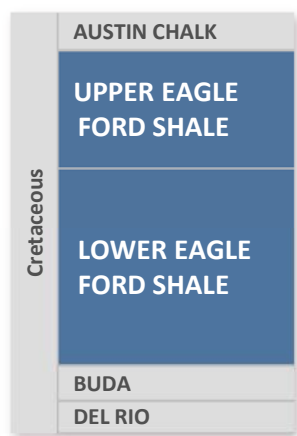 Cretaceous
AUSTIN CHALK
UPPER EAGLE
FORD SHALE
LOWER EAGLE
FORD SHALE
BUDA
DEL RIO